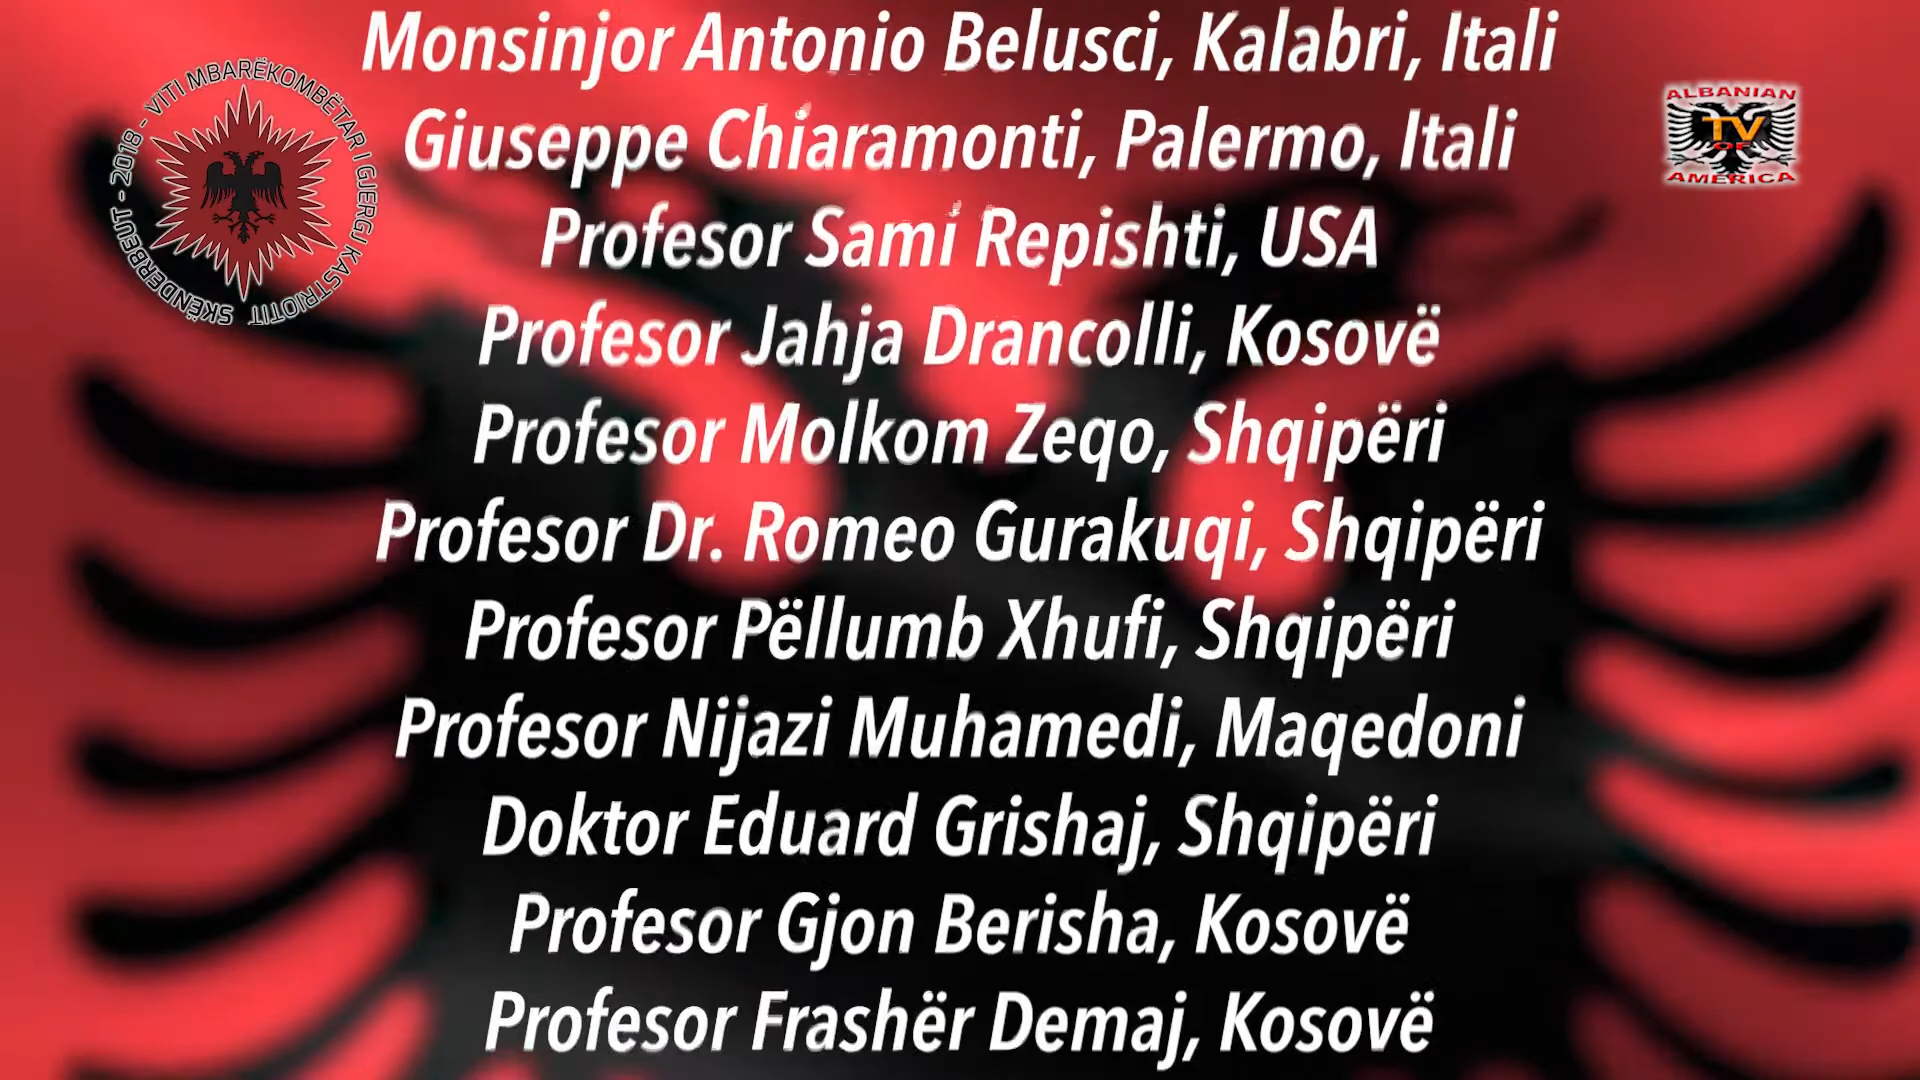 Monsinjor Antonio Belusci, Kalabri, Itali
Giuseppe Chiaramonti, Palermo, Itali
Profesor Sami Repishti, USA
Profesor Jahja Drancolli, Kosovë
Profesor Molkom Zeqo, Shqipëri
Profesor Dr. Romeo Gurakuqi, Shqipëri
Profesor Pëllumb Xhufi, Shqipëri
Profesor Nijazi Muhamedi, Maqedoni
Doktor Eduard Grishaj, Shqipëri
Profesor Gjon Berisha, Kosovë
Profesor Frashër Demaj, Kosovë
2018 - VITI MBARËKOMBËTAR I GJERGJ KASTRIOTIT SKËNDERBEUT -
ALBANIAN
TV
OF
AMERICA